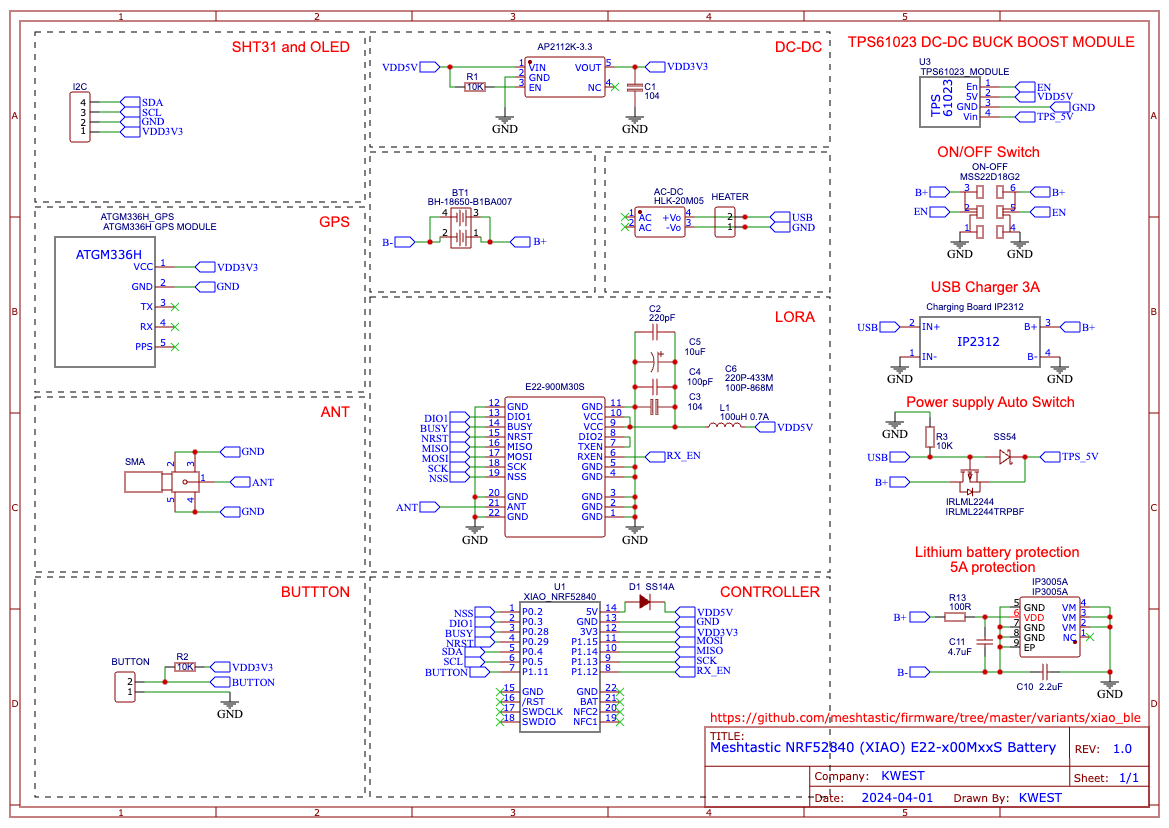 1 2 3 4 5
A
B
C
D
SHT31 and OLED
I2C
4 SDA
3 SCL
2 GND
1 VDD3V3
DC-DC
AP2112K-3.3
VDD5V
R1
10K
1 VIN
2 GND
3 EN
VOUT 5
NC 4
VDD3V3
C1
104
GND
GND
TPS61023 DC-DC BUCK BOOST MODULE
U3
TPS61023_MODULE
TPS
61023
En 1 EN
5V 2 VDD5V
GND 3 GND
Vin 4 TPS_5V
ON/OFF Switch
ON-OFF
MSS22D18G2
B+ 3 6 B+
EN 2 5 EN
1 4
GND GND
GPS
ATGM336H_GPS
ATGM336H GPS MODULE
ATGM336H
VCC 1 VDD3V3
GND 2 GND
TX 3
RX 4
PPS 5
BT1
BH-18650-B1BA007
4 3
2 1
B- B+
AC-DC
HLK-20M05
HEATER
1 AC +Vo 4 2 USB
2 AC -Vo 3 1 GND
USB Charger 3A
Charging Board IP2312
USB 2 IN+ B+ 3 B+
IP2312
1 IN- B- 4
GND GND
LORA
C2
220pF
C5
10uF
C4
100pF
C3
104
C6
220P-433M
100P-868M
L1
100uH 0.7A
VDD5V
E22-900M30S
12 GND GND 11
DIO1 13 DIO1 VCC 10
BUSY 14 BUSY VCC 9
NRST 15 NRST DIO2 8
MISO 16 MISO TXEN 7
MOSI 17 MOSI RXEN 6 RX_EN
SCK 18 SCK GND 5
NSS 19 NSS GND 4
20 GND GND 3
ANT 21 ANT GND 2
22 GND GND 1
GND GND
Power supply Auto Switch
GND
R3
10K
SS54
USB TPS_5V
B+
IRLML2244
IRLML2244TRPBF
ANT
SMA
2 3 GND
1 ANT
5 4 GND
Lithium battery protection
5A protection
IP3005A
IP3005A
R13
100R
B+
5 GND VM 4
6 VDD VM 3
7 GND VM 2
8 GND NC 1
9 EP
C11
4.7uF
B-
C10 2.2uF
GND
BUTTTON
BUTTON
R2
10K
VDD3V3
2 BUTTON
1
GND
CONTROLLER
U1
XIAO_NRF52840
D1 SS14A
NSS 1 P0.2 5V 14 VDD5V
DIO1 2 P0.3 GND 13 GND
BUSY 3 P0.28 3V3 12 VDD3V3
NRST 4 P0.29 P1.15 11 MOSI
SDA 5 P0.4 P1.14 10 MISO
SCL 6 P0.5 P1.13 9 SCK
BUTTON 7 P1.11 P1.12 8 RX_EN
15 GND GND 22
16 /RST BAT 21
17 SWDCLK NFC2 20
18 SWDIO NFC1 19
https://github.com/meshtastic/firmware/tree/master/variants/xiao_ble
TITLE:
Meshtastic NRF52840 (XIAO) E22-x00MxxS Battery
REV: 1.0
Company: KWEST
Sheet: 1/1
Date: 2024-04-01 Drawn By: KWEST
A
B
C
D
1 2 3 4 5